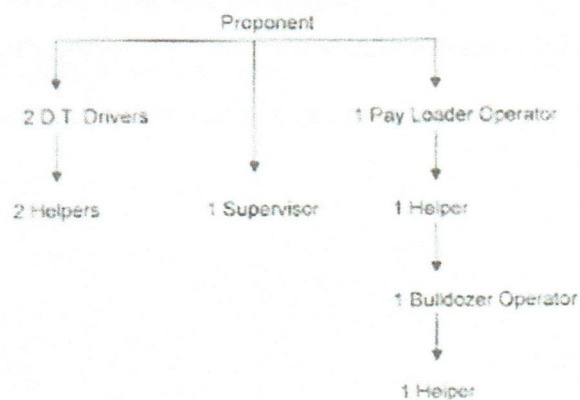 Proponent
2 D.T. Drivers
1 Pay Loader Operator
2 Helpers
1 Supervisor
1 Helper
1 Bulldozer Operator
1 Helper